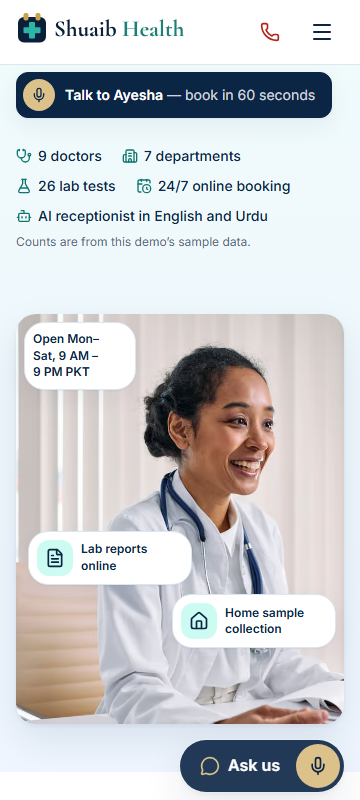 Shuaib Health
Talk to Ayesha — book in 60 seconds
9 doctors
7 departments
26 lab tests
24/7 online booking
AI receptionist in English and Urdu
Counts are from this demo’s sample data.
Open Mon–
Sat, 9 AM –
9 PM PKT
Lab reports
online
Home sample
collection
Ask us